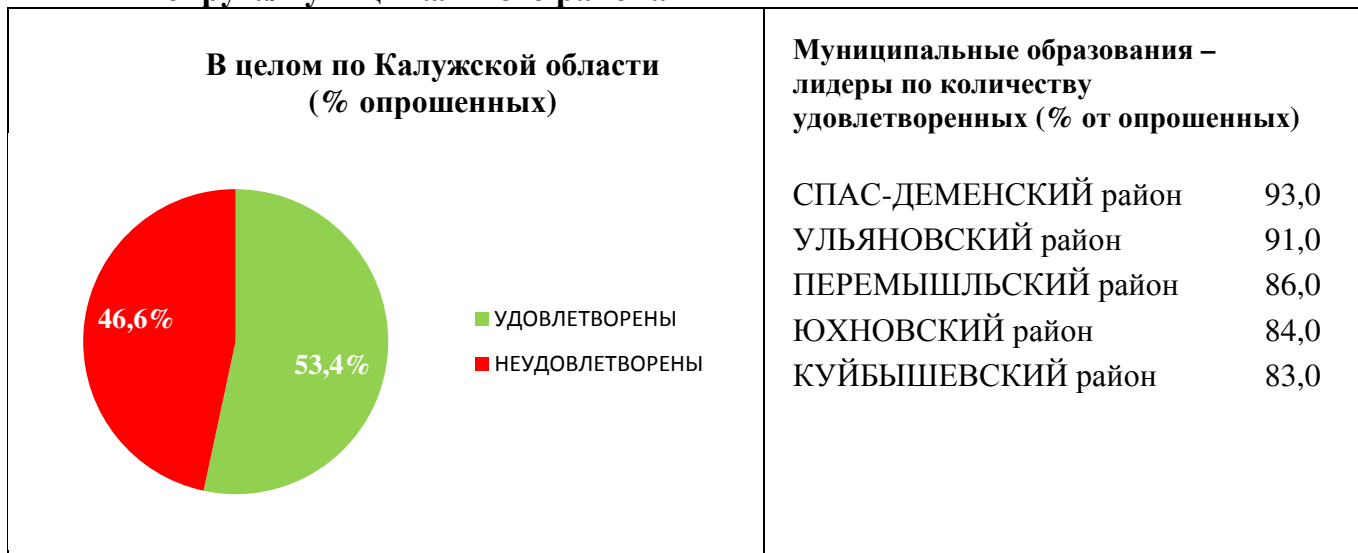 В целом по Калужской области
(% опрошенных)
46,6%
53,4%
УДОВЛЕТВОРЕНЫ
НЕУДОВЛЕТВОРЕНЫ
Муниципальные образования –
лидеры по количеству
удовлетворенных (% от опрошенных)
СПАС-ДЕМЕНСКИЙ район 93,0
УЛЬЯНОВСКИЙ район 91,0
ПЕРЕМЫШЛЬСКИЙ район 86,0
ЮХНОВСКИЙ район 84,0
КУЙБЫШЕВСКИЙ район 83,0